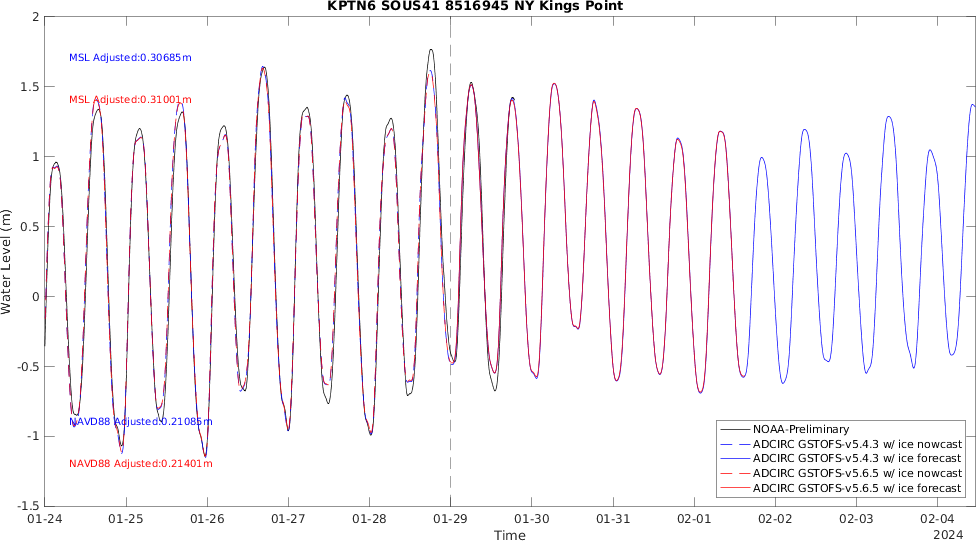 KPTN6 SOUS41 8516945 NY Kings Point
2
1.5
1
0.5
0
-0.5
-1
-1.5
Water Level (m)
MSL Adjusted:0.30685m
MSL Adjusted:0.31001m
NAVD88 Adjusted:0.21085m
NAVD88 Adjusted:0.21401m
NOAA-Preliminary
ADCIRC GSTOFS-v5.4.3 w/ ice nowcast
ADCIRC GSTOFS-v5.4.3 w/ ice forecast
ADCIRC GSTOFS-v5.6.5 w/ ice nowcast
ADCIRC GSTOFS-v5.6.5 w/ ice forecast
01-24 01-25 01-26 01-27 01-28 01-29 01-30 01-31 02-01 02-02 02-03 02-04
Time
2024